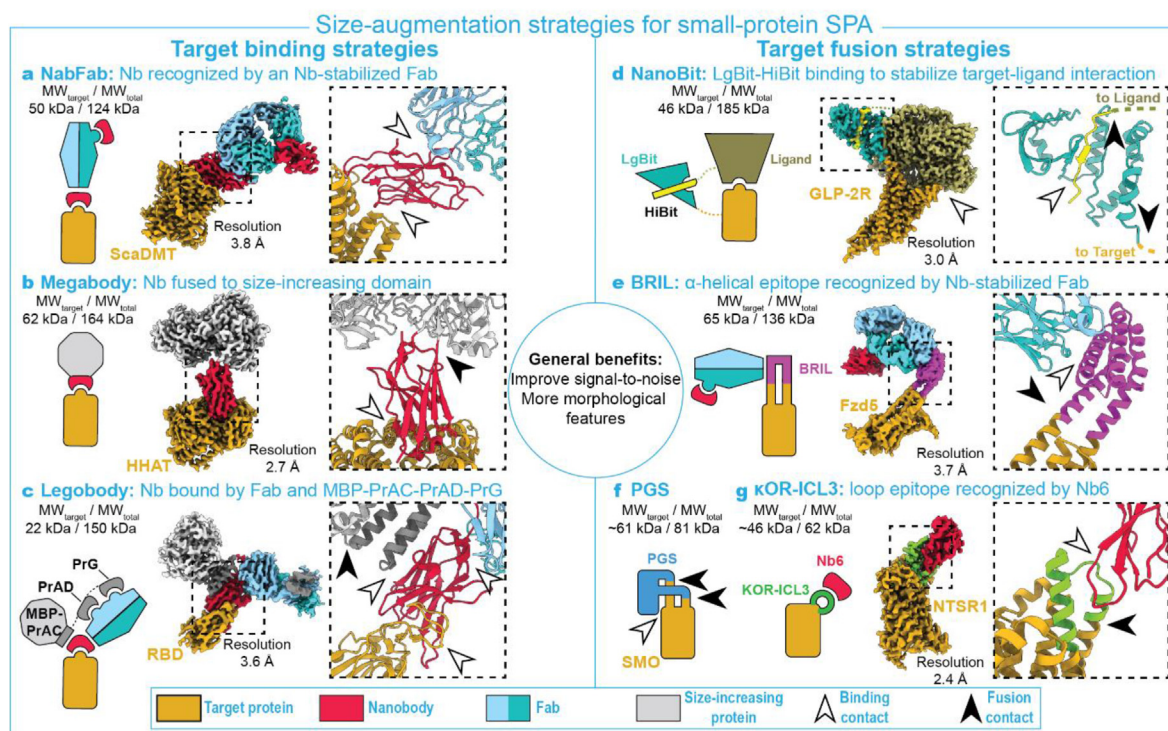 Size-augmentation strategies for small-protein SPA
Target binding strategies
a NabFab: Nb recognized by an Nb-stabilized Fab
MWtarget / MWtotal
50 kDa / 124 kDa
ScaDMT
Resolution
3.8 Å
b Megabody: Nb fused to size-increasing domain
MWtarget / MWtotal
62 kDa / 164 kDa
HHAT
Resolution
2.7 Å
c Legobody: Nb bound by Fab and MBP-PrAC-PrAD-PrG
MWtarget / MWtotal
22 kDa / 150 kDa
PrG
PrAD
MBP-
PrAC
RBD
Resolution
3.6 Å
General benefits:
Improve signal-to-noise
More morphological
features
Target fusion strategies
d NanoBit: LgBit-HiBit binding to stabilize target-ligand interaction
MWtarget / MWtotal
46 kDa / 185 kDa
LgBit
HiBit
Ligand
GLP-2R
Resolution
3.0 Å
to Ligand
to Target
e BRIL: α-helical epitope recognized by Nb-stabilized Fab
MWtarget / MWtotal
65 kDa / 136 kDa
BRIL
Fzd5
Resolution
3.7 Å
f PGS
MWtarget / MWtotal
~61 kDa / 81 kDa
PGS
SMO
g κOR-ICL3: loop epitope recognized by Nb6
MWtarget / MWtotal
~46 kDa / 62 kDa
Nb6
KOR-ICL3
NTSR1
Resolution
2.4 Å
Target protein
Nanobody
Fab
Size-increasing
protein
Binding
contact
Fusion
contact